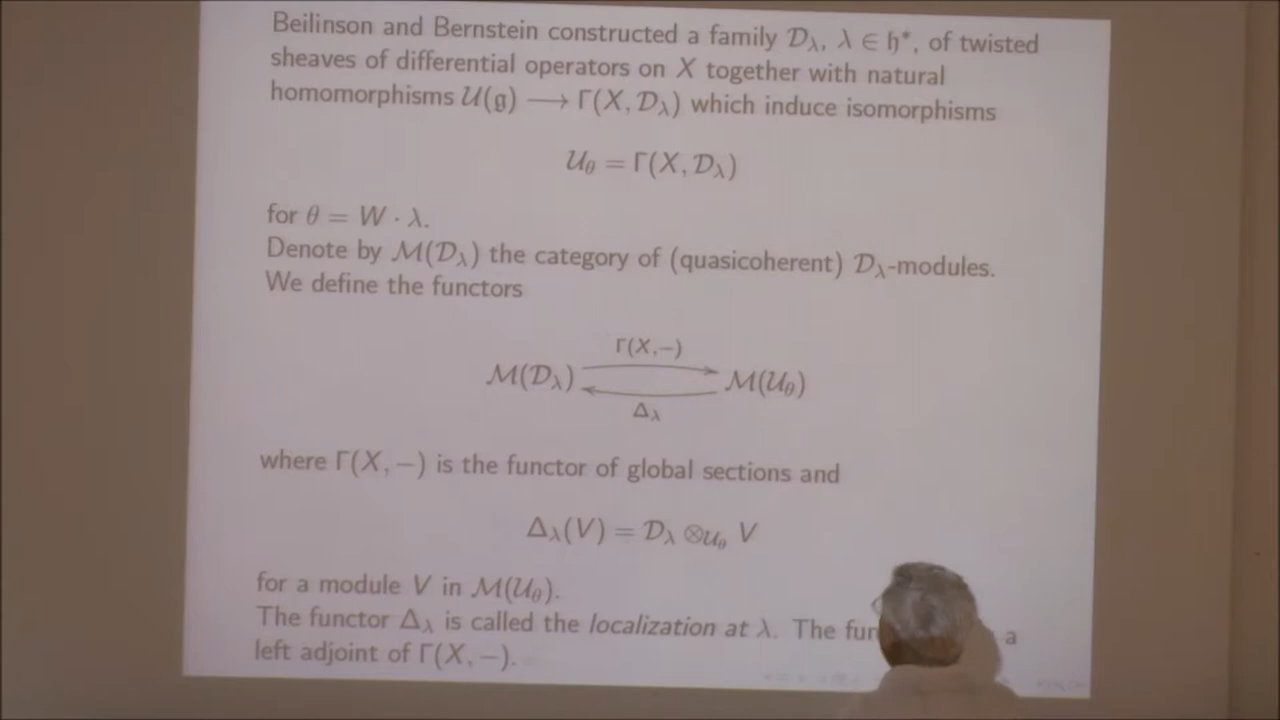 Beilinson and Bernstein constructed a family 𝒟_λ, λ ∈ 𝔥*, of twisted
sheaves of differential operators on X together with natural
homomorphisms 𝒰(𝔤) ⟶ Γ(X, 𝒟_λ) which induce isomorphisms
𝒰_θ = Γ(X, 𝒟_λ)
for θ = W · λ.
Denote by ℳ(𝒟_λ) the category of (quasicoherent) 𝒟_λ-modules.
We define the functors
Γ(X,−)
ℳ(𝒟_λ) ⇄ ℳ(𝒰_θ)
Δ_λ
where Γ(X, −) is the functor of global sections and
Δ_λ(V) = 𝒟_λ ⊗_{𝒰_θ} V
for a module V in ℳ(𝒰_θ).
The functor Δ_λ is called the localization at λ. The a
left adjoint of Γ(X, −).